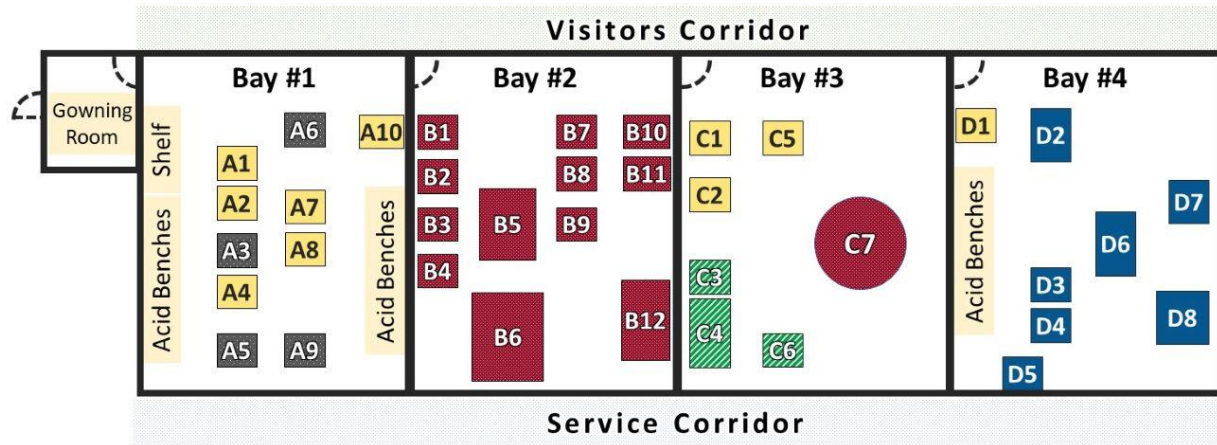 Visitors Corridor
Bay #1
Bay #2
Bay #3
Bay #4
Gowning
Room
Shelf
Acid Benches
A1
A2
A3
A4
A5
A6
A7
A8
A9
A10
Acid Benches
B1
B2
B3
B4
B5
B6
B7
B8
B9
B10
B11
B12
C1
C2
C3
C4
C5
C6
C7
D1
Acid Benches
D2
D3
D4
D5
D6
D7
D8
Service Corridor